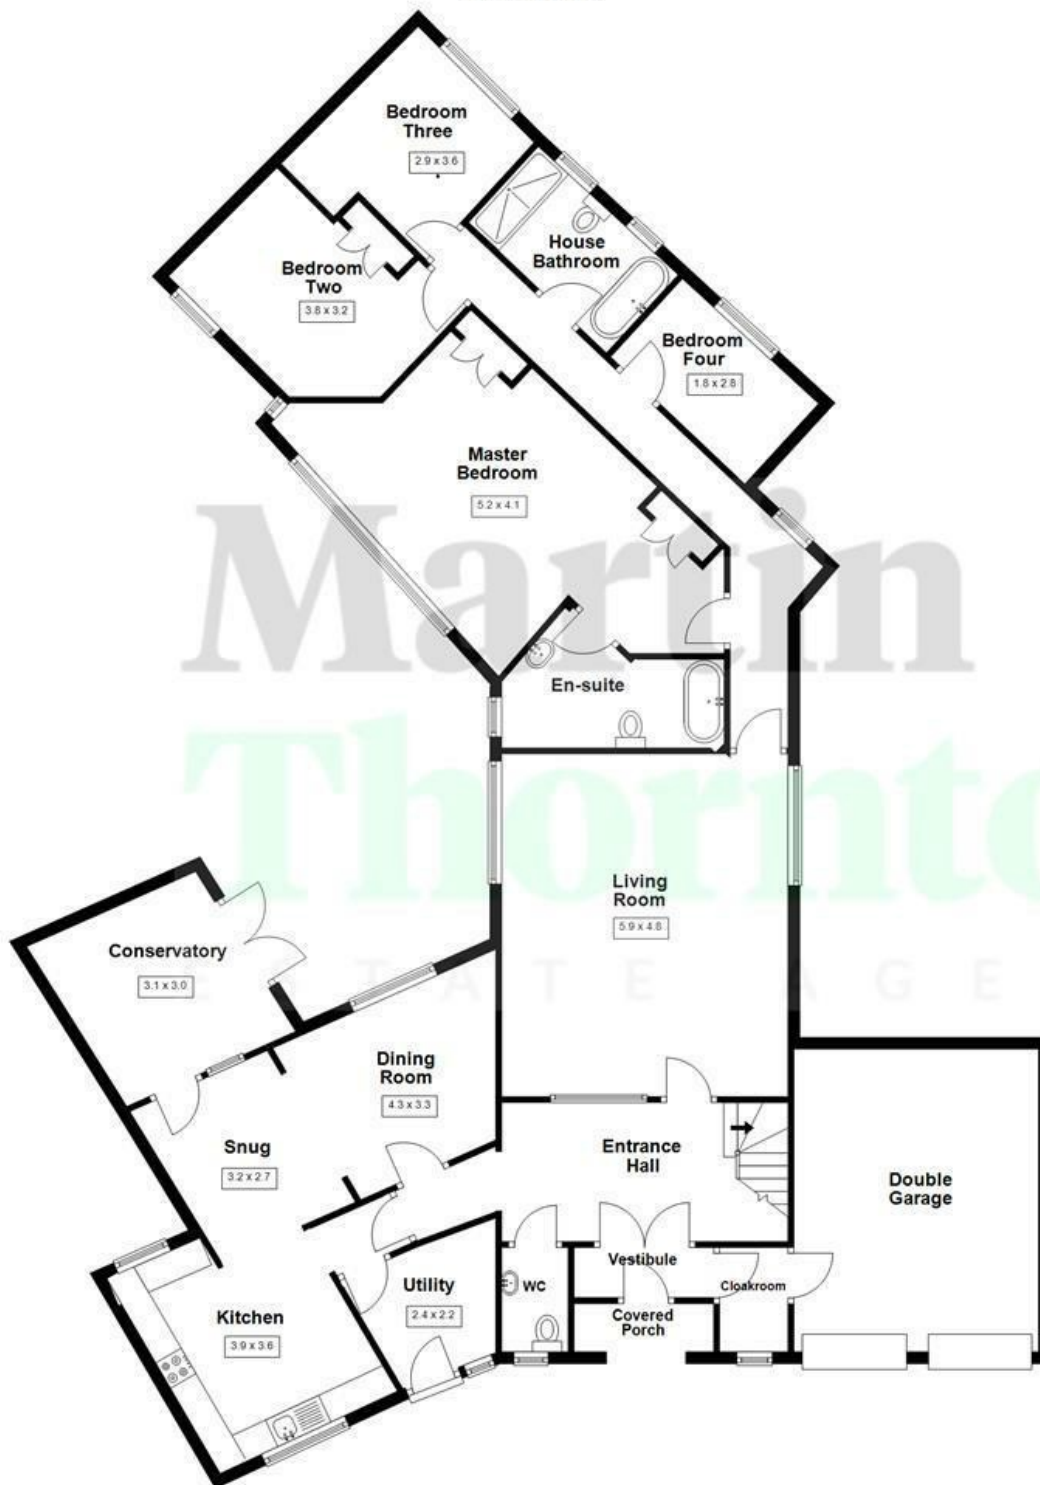 Bedroom
Three
2.9 x 3.6
House
Bathroom
Bedroom
Two
3.8 x 3.2
Bedroom
Four
1.8 x 2.8
Master
Bedroom
5.2 x 4.1
Martin
En-suite
Thornto
Living
Room
5.9 x 4.8
Conservatory
3.1 x 3.0
ESTATE AGE
Dining
Room
4.3 x 3.3
Snug
3.2 x 2.7
Entrance
Hall
Double
Garage
Vestibule
Cloakroom
WC
Utility
2.4 x 2.2
Covered
Porch
Kitchen
3.9 x 3.6